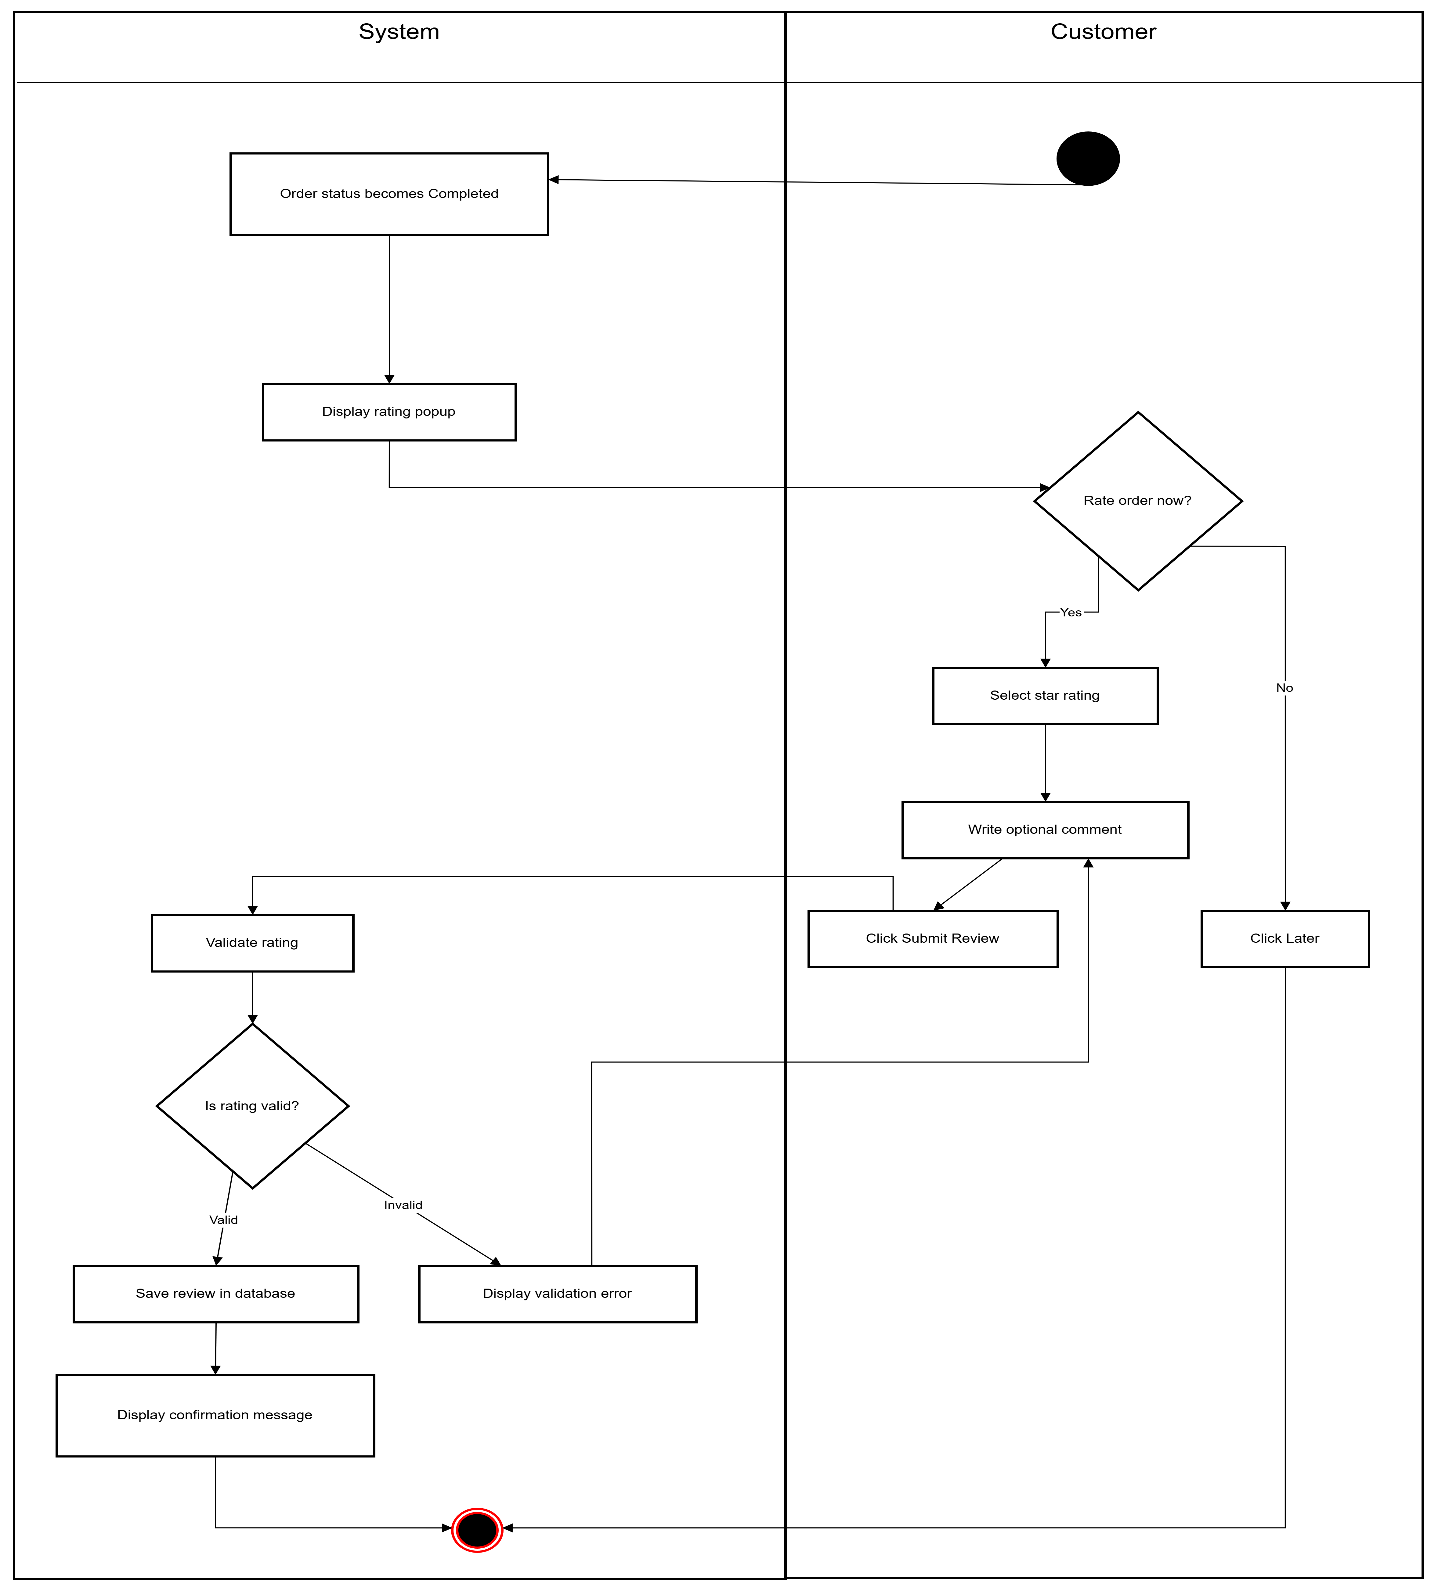 System
Customer
Order status becomes Completed
Display rating popup
Rate order now?
Yes
Select star rating
No
Write optional comment
Click Submit Review
Click Later
Validate rating
Is rating valid?
Invalid
Valid
Save review in database
Display validation error
Display confirmation message